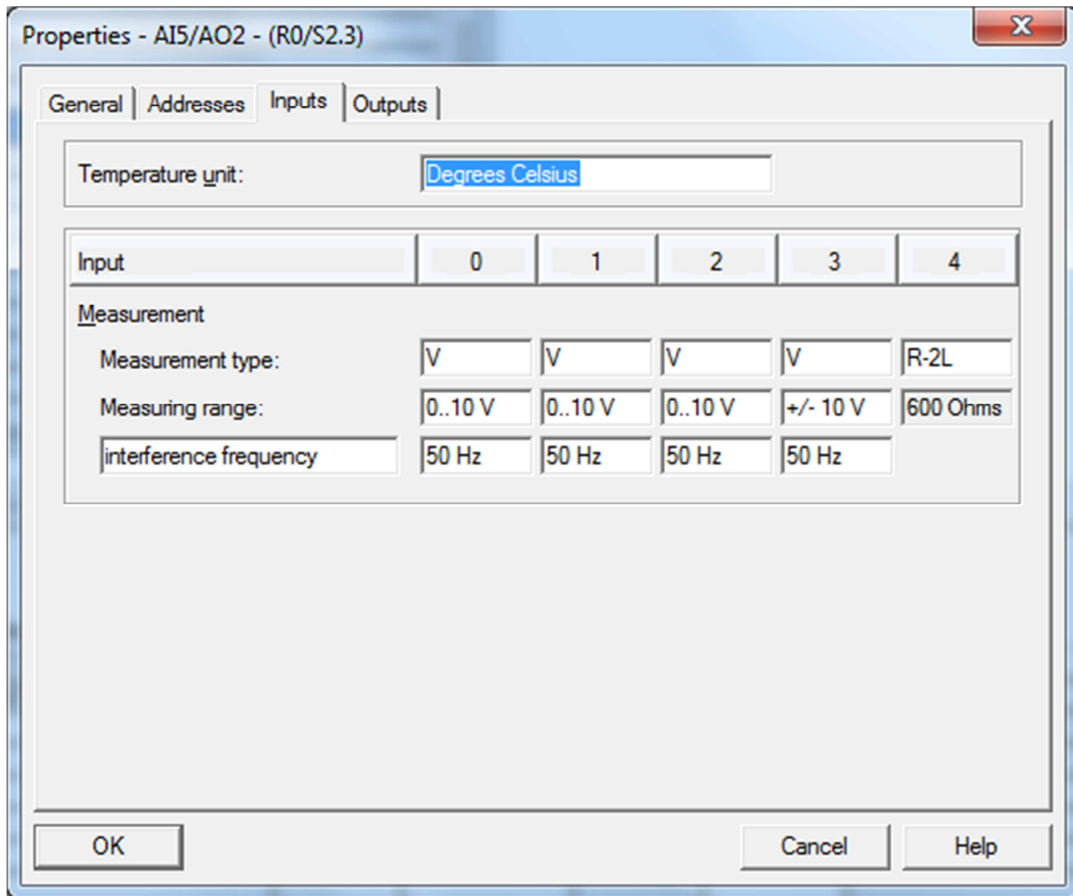 Properties - AI5/AO2 - (R0/S2.3)
General Addresses Inputs Outputs
Temperature unit: Degrees Celsius
Input 0 1 2 3 4
Measurement
Measurement type: V V V V R-2L
Measuring range: 0..10 V 0..10 V 0..10 V +/- 10 V 600 Ohms
interference frequency 50 Hz 50 Hz 50 Hz 50 Hz
OK Cancel Help